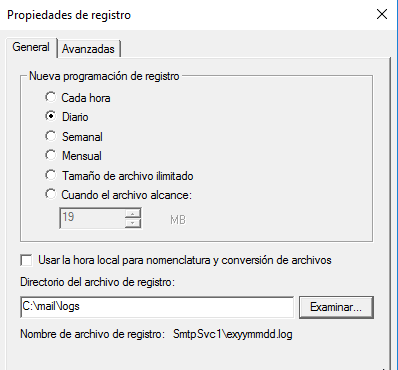 Propiedades de registro
General
Avanzadas
Nueva programación de registro
Cada hora
Diario
Semanal
Mensual
Tamaño de archivo ilimitado
Cuando el archivo alcance:
19 MB
Usar la hora local para nomenclatura y conversión de archivos
Directorio del archivo de registro:
C:\mail\logs
Examinar...
Nombre de archivo de registro: SmtpSvc1\exyymmdd.log